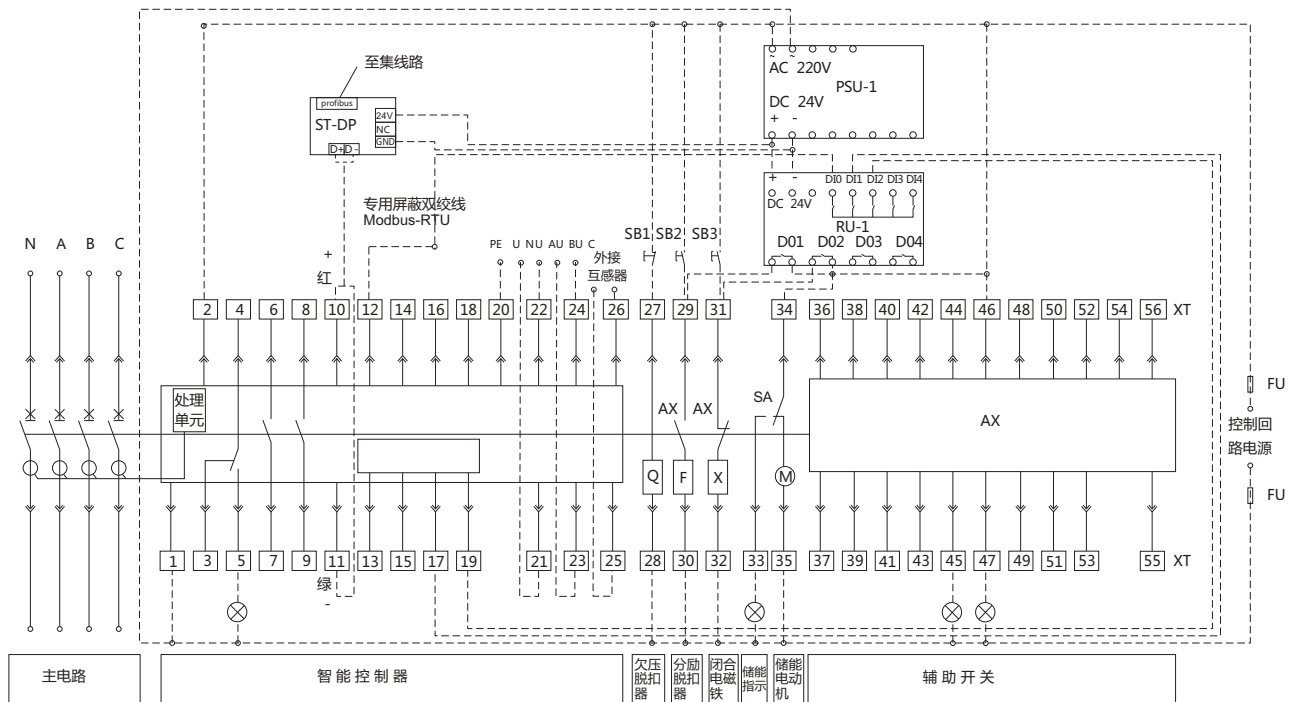 至集线路
profibus
ST-DP
24V
NC
GND
D+ D-
AC 220V
PSU-1
DC 24V
+ -
+ -
DI0 DI1 DI2 DI3 DI4
DC 24V
RU-1
D01 D02 D03 D04
专用屏蔽双绞线
Modbus-RTU
SB1 SB2 SB3
N A B C
+
红
PE U N U A U B U C
外接
互感器
2 4 6 8 10 12 14 16 18 20 22 24 26 27 29 31 34 36 38 40 42 44 46 48 50 52 54 56 XT
处理
单元
AX AX
SA
AX
Q F X M
FU
控制回
路电源
FU
1 3 5 7 9 11 13 15 17 19 21 23 25 28 30 32 33 35 37 39 41 43 45 47 49 51 53 55 XT
绿
-
主电路
智能控制器
欠压
脱扣
器
分励
脱扣
器
闭合
电磁
铁
储能
指示
储能
电动
机
辅助开关